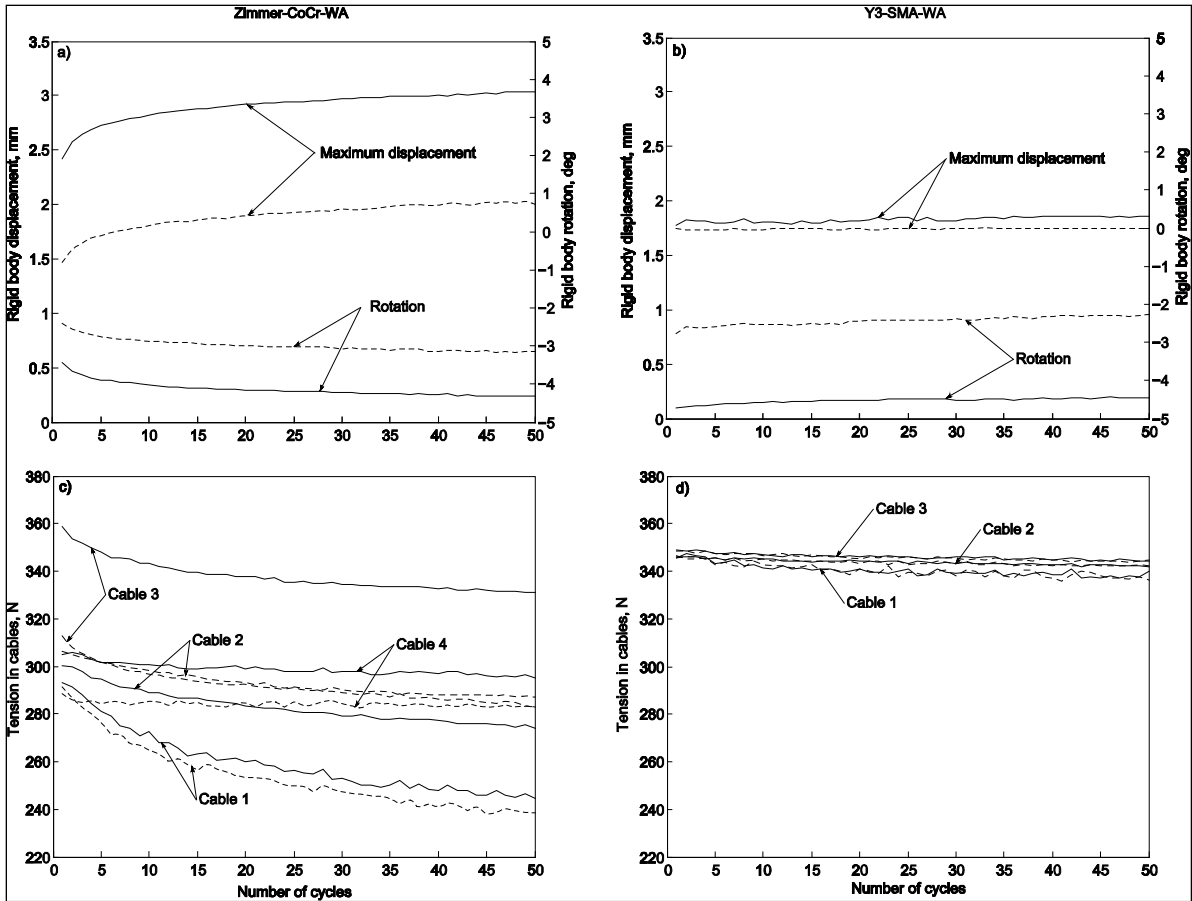 Zimmer-CoCr-WA
Y3-SMA-WA
a)
3.5
3
2.5
2
1.5
1
0.5
0
Rigid body displacement, mm
5
4
3
2
1
0
−1
−2
−3
−4
−5
Rigid body rotation, deg
Maximum displacement
Rotation
0 5 10 15 20 25 30 35 40 45 50
b)
3.5
3
2.5
2
1.5
1
0.5
0
Rigid body displacement, mm
5
4
3
2
1
0
−1
−2
−3
−4
−5
Rigid body rotation, deg
Maximum displacement
Rotation
0 5 10 15 20 25 30 35 40 45 50
c)
380
360
340
320
300
280
260
240
220
Tension in cables, N
Cable 3
Cable 2
Cable 4
Cable 1
0 5 10 15 20 25 30 35 40 45 50
Number of cycles
d)
380
360
340
320
300
280
260
240
220
Tension in cables, N
Cable 3
Cable 2
Cable 1
0 5 10 15 20 25 30 35 40 45 50
Number of cycles